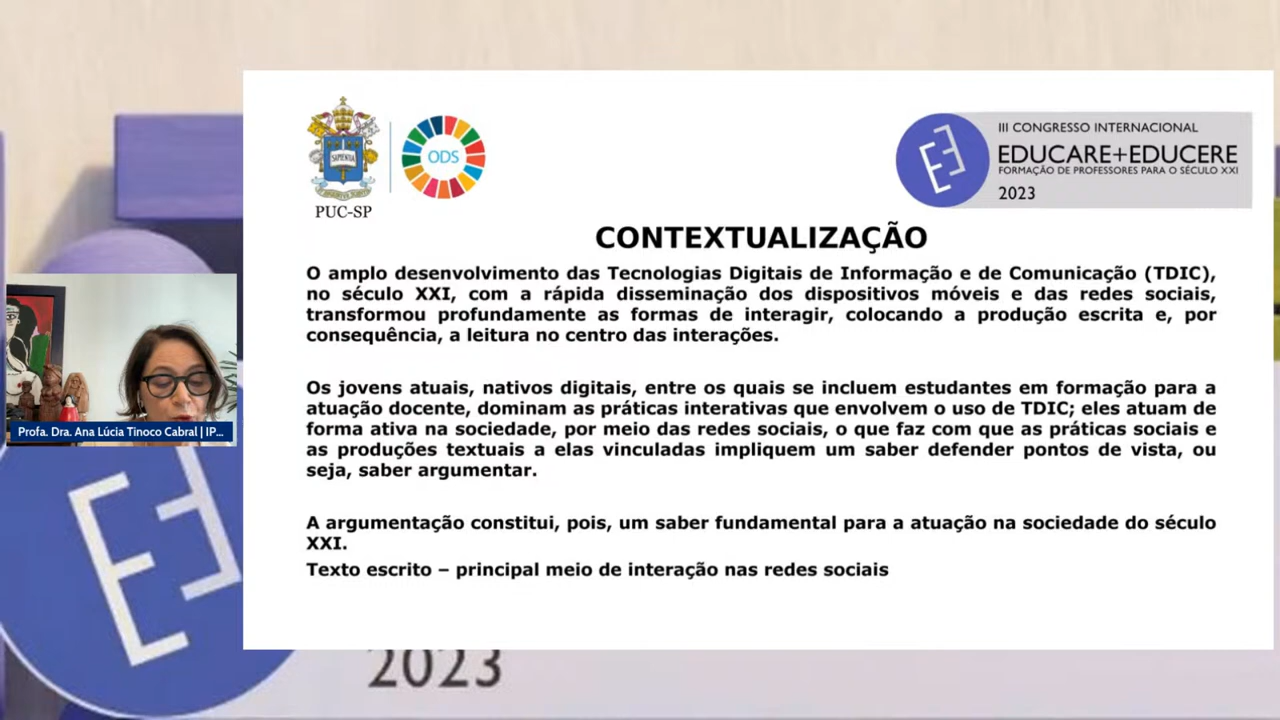 SAPIENTIA
PUC-SP
ODS
III CONGRESSO INTERNACIONAL
EDUCARE+EDUCERE
FORMAÇÃO DE PROFESSORES PARA O SÉCULO XXI
2023
CONTEXTUALIZAÇÃO
O amplo desenvolvimento das Tecnologias Digitais de Informação e de Comunicação (TDIC),
no século XXI, com a rápida disseminação dos dispositivos móveis e das redes sociais,
transformou profundamente as formas de interagir, colocando a produção escrita e, por
consequência, a leitura no centro das interações.
Os jovens atuais, nativos digitais, entre os quais se incluem estudantes em formação para a
atuação docente, dominam as práticas interativas que envolvem o uso de TDIC; eles atuam de
forma ativa na sociedade, por meio das redes sociais, o que faz com que as práticas sociais e
as produções textuais a elas vinculadas impliquem um saber defender pontos de vista, ou
seja, saber argumentar.
A argumentação constitui, pois, um saber fundamental para a atuação na sociedade do século
XXI.
Texto escrito – principal meio de interação nas redes sociais
Profa. Dra. Ana Lúcia Tinoco Cabral | IP...
2023